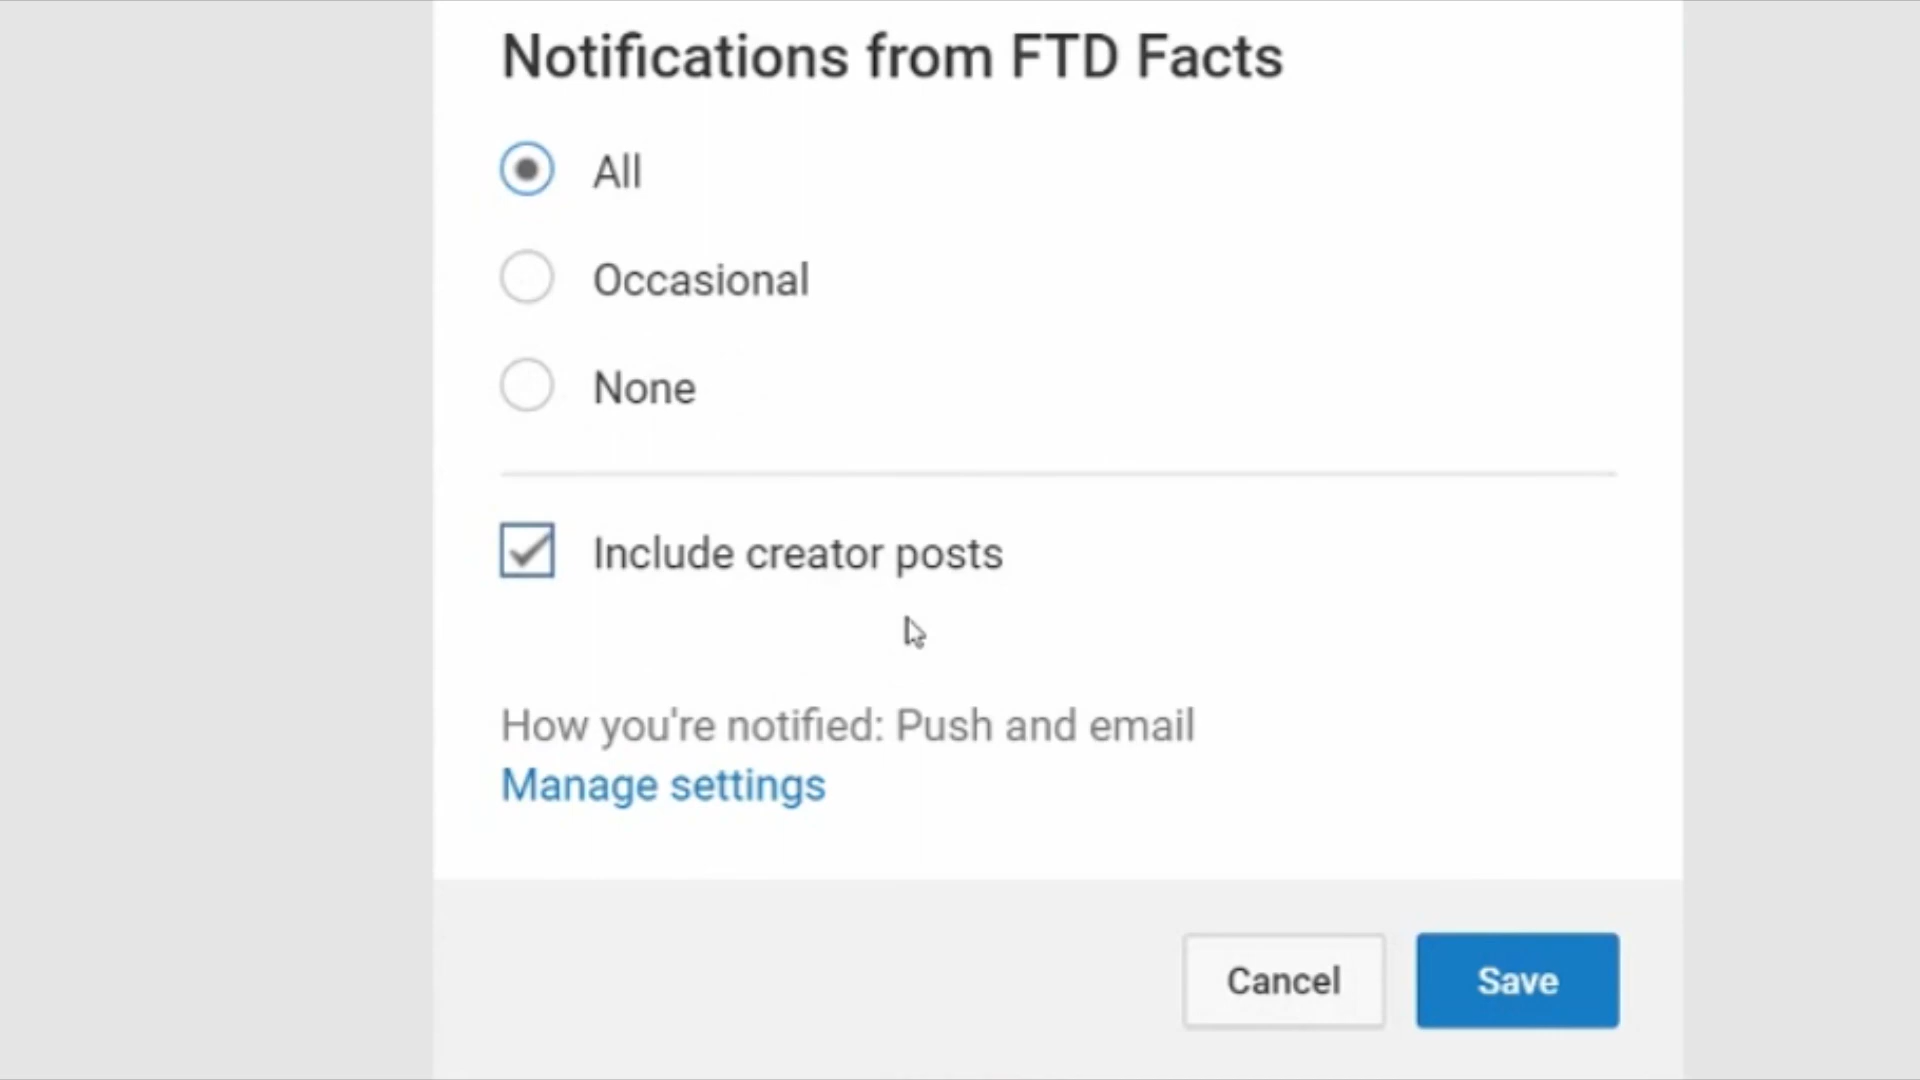 Notifications from FTD Facts
All
Occasional
None
Include creator posts
How you're notified: Push and email
Manage settings
Cancel
Save